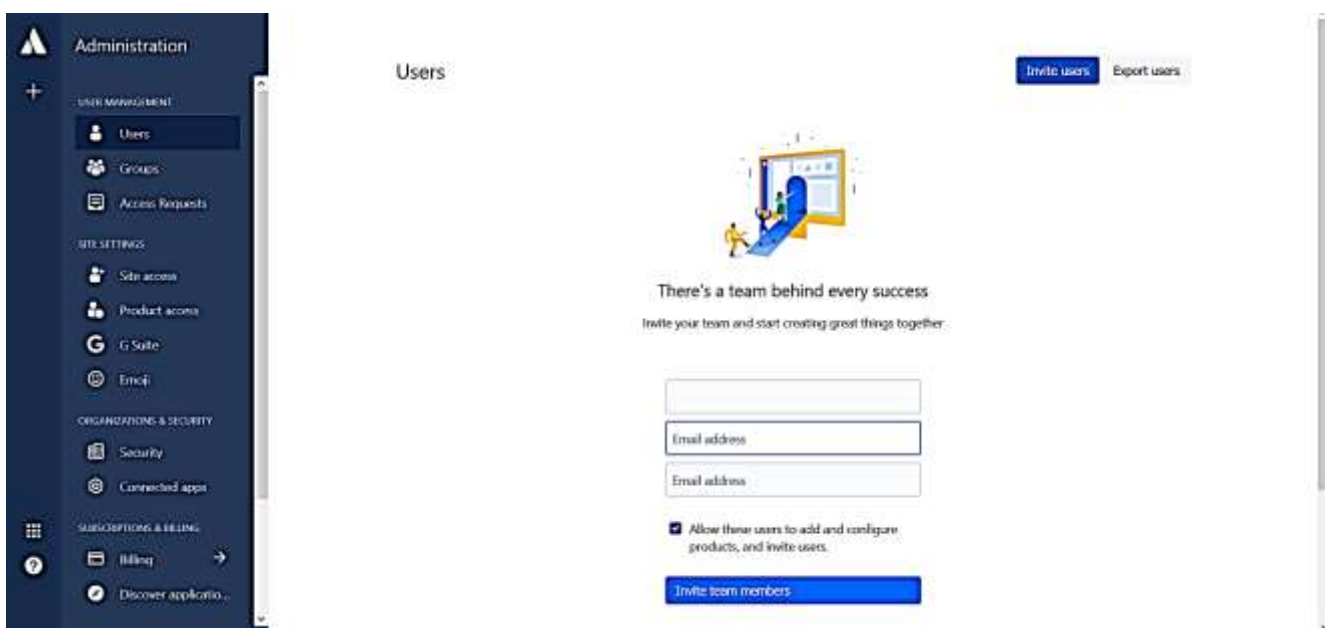 Administration
USER MANAGEMENT
Users
Groups
Access Requests
SITE SETTINGS
Site access
Product access
G Suite
Emoji
ORGANIZATIONS & SECURITY
Security
Connected apps
SUBSCRIPTIONS & BILLING
Billing
Discover applicatio...
Users
Invite users
Export users
There's a team behind every success
Invite your team and start creating great things together
Email address
Email address
Allow these users to add and configure
products, and invite users.
Invite team members